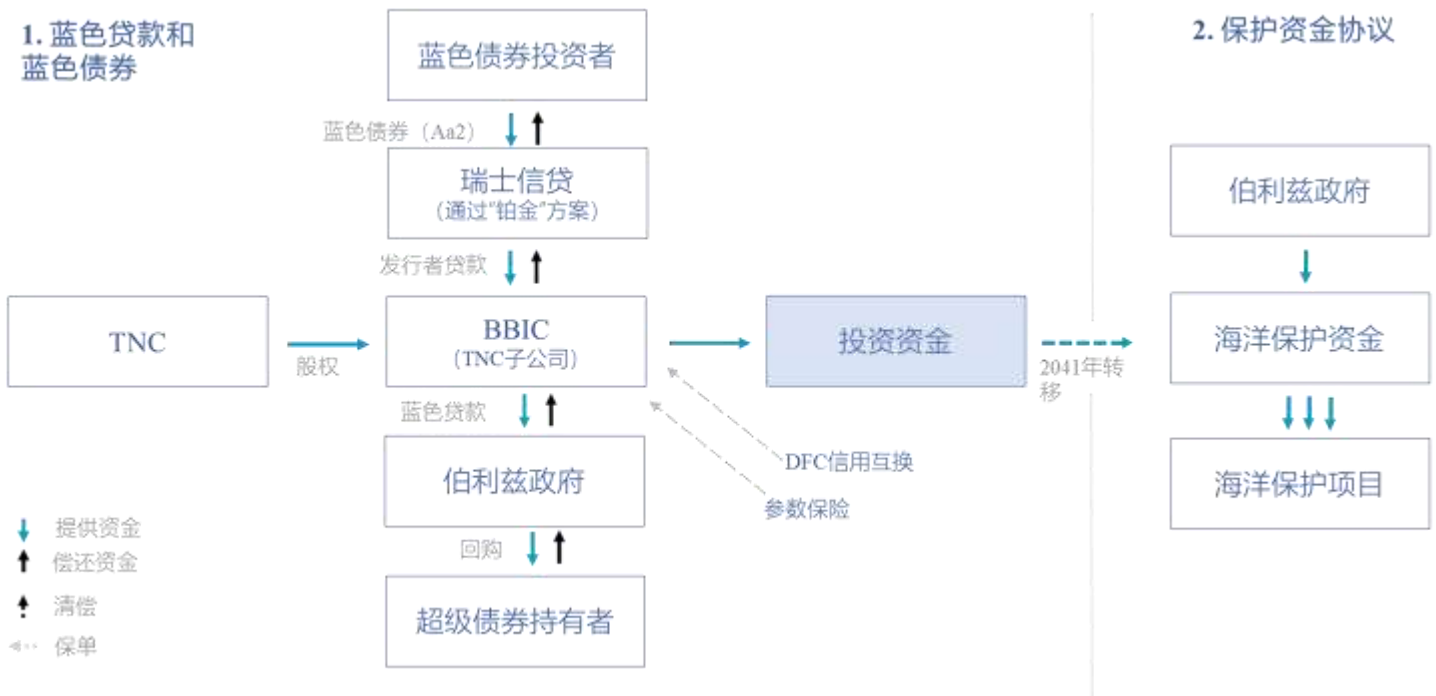 1. 蓝色贷款和
蓝色债券
2. 保护资金协议
蓝色债券投资者
蓝色债券（Aa2）
瑞士信贷
（通过“铂金”方案）
发行者贷款
伯利兹政府
TNC
股权
BBIC
（TNC子公司）
投资资金
2041年转
移
海洋保护资金
蓝色贷款
伯利兹政府
DFC信用互换
参数保险
海洋保护项目
回购
超级债券持有者
提供资金
偿还资金
清偿
保单